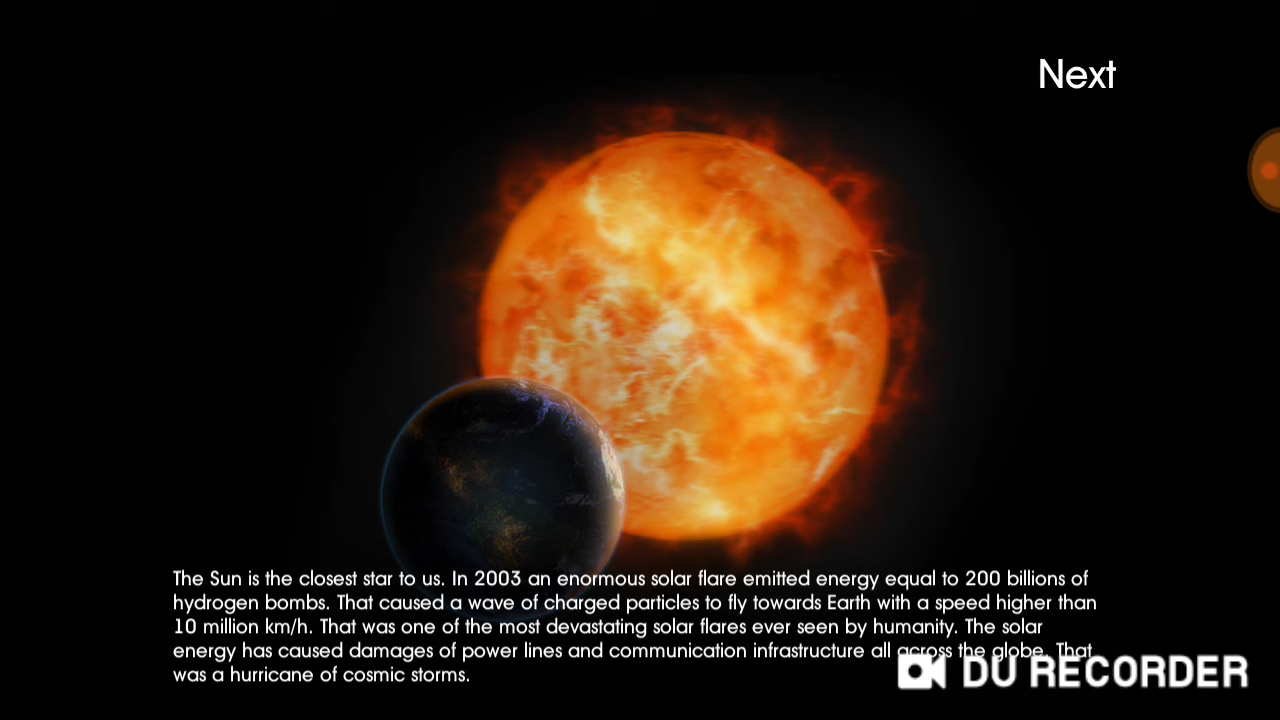 Next
The Sun is the closest star to us. In 2003 an enormous solar flare emitted energy equal to 200 billions of
hydrogen bombs. That caused a wave of charged particles to fly towards Earth with a speed higher than
10 million km/h. That was one of the most devastating solar flares ever seen by humanity. The solar
energy has caused damages of power lines and communication infrastructure all across the globe. That
was a hurricane of cosmic storms.
DU RECORDER